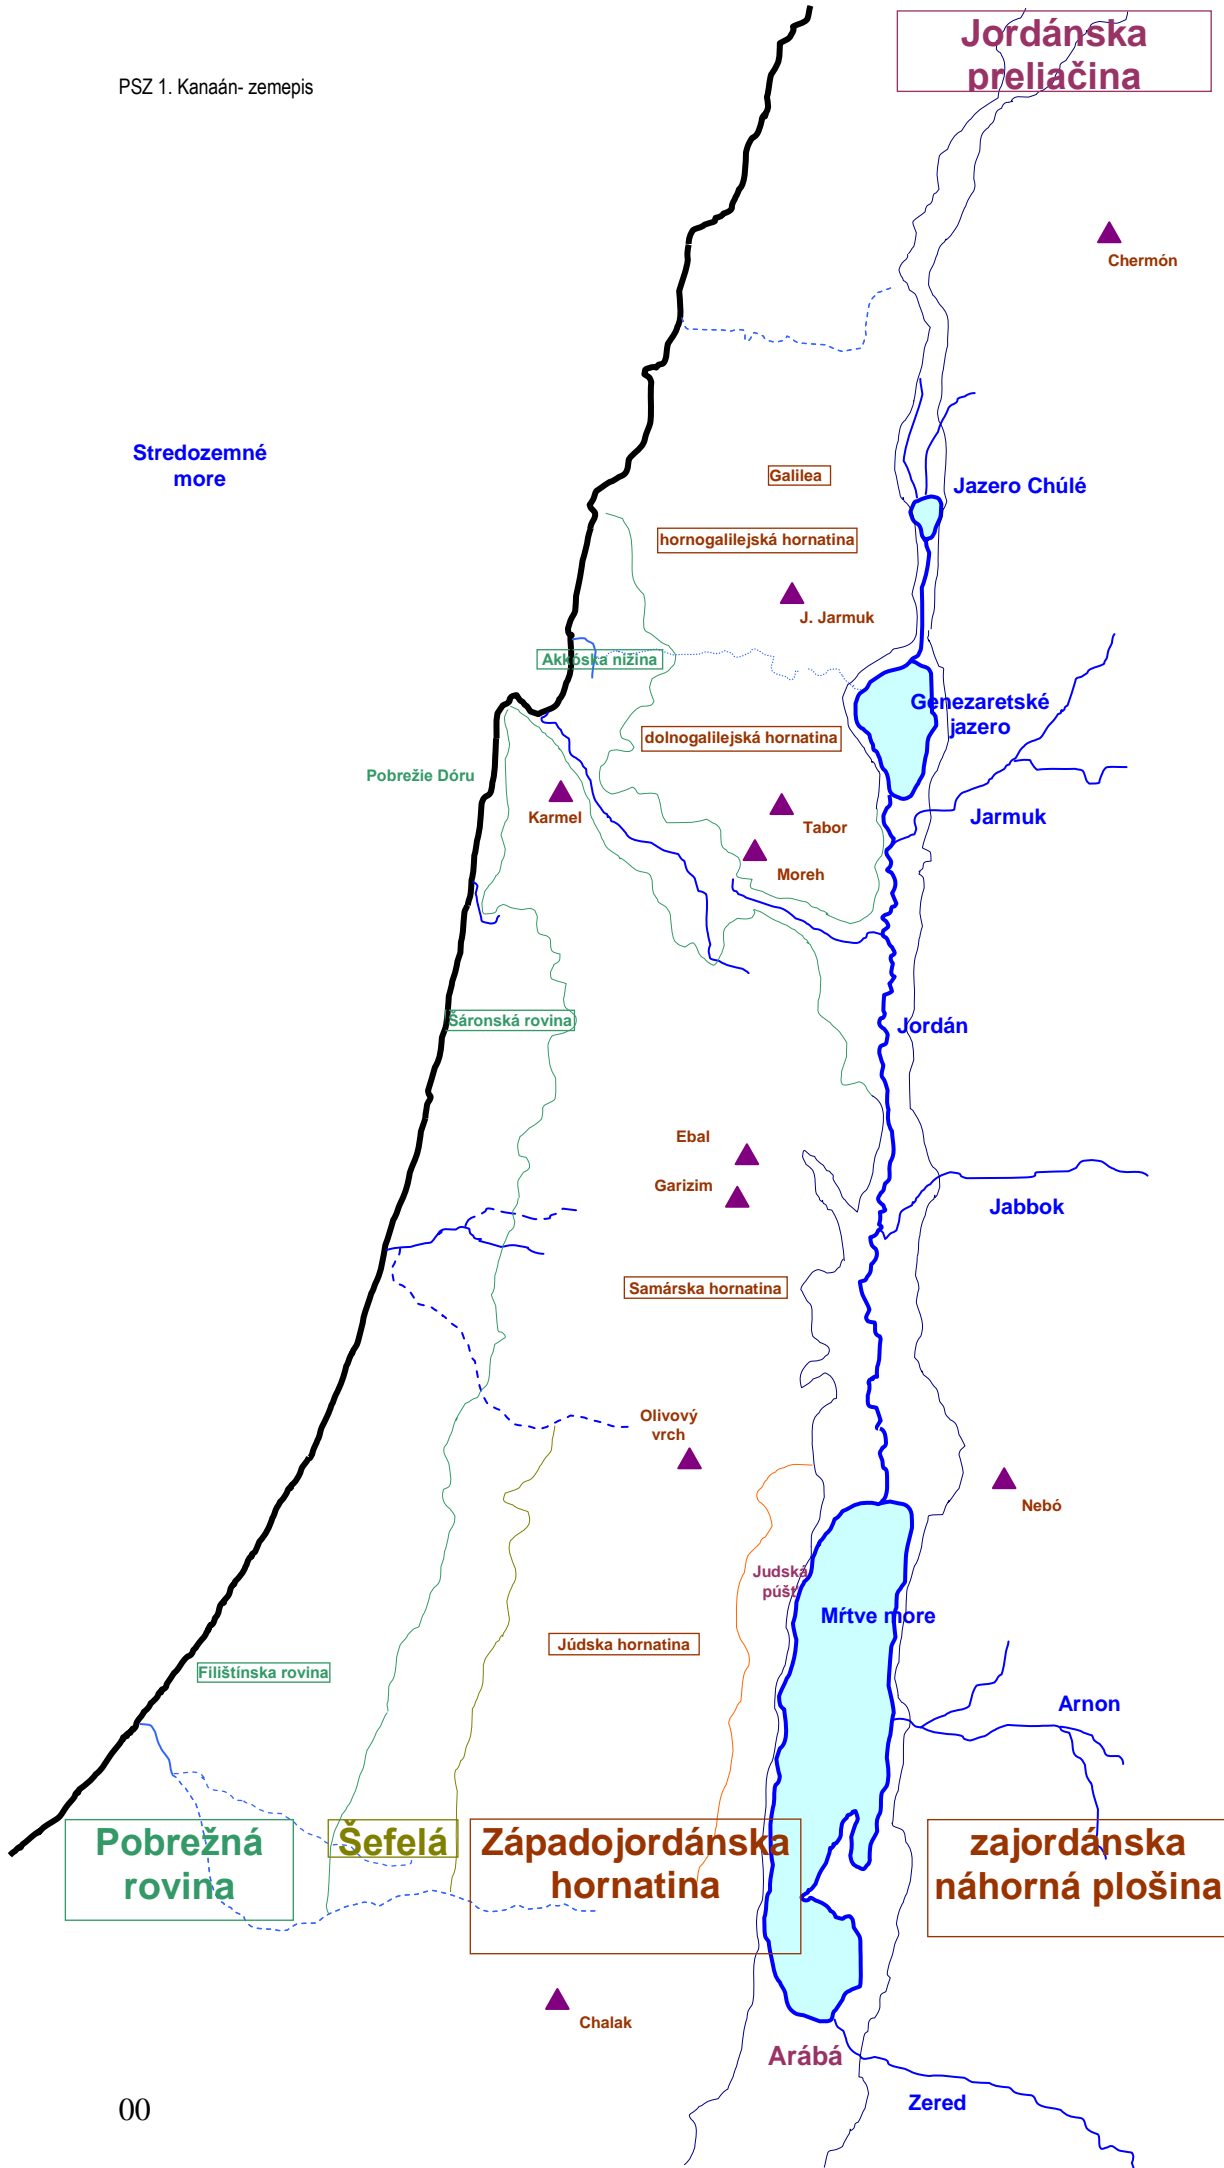 Jordánska
preliačina
PSZ 1. Kanaán- zemepis
Chermón
Stredozemné
more
Galilea
Jazero Chúlé
hornogalilejská hornatina
J. Jarmuk
Akkóska nížina
Genezaretské
jazero
dolnogalilejská hornatina
Pobrežie Dóru
Karmel
Tabor
Jarmuk
Moreh
Šáronská rovina
Jordán
Ebal
Garizim
Jabbok
Samárska hornatina
Olivový
vrch
Nebó
Judská
púšť
Mŕtve more
Júdska hornatina
Filištínska rovina
Arnon
Pobrežná
rovina
Šefelá
Západojordánska
hornatina
zajordánska
náhorná plošina
Chalak
Arábá
Zered
00